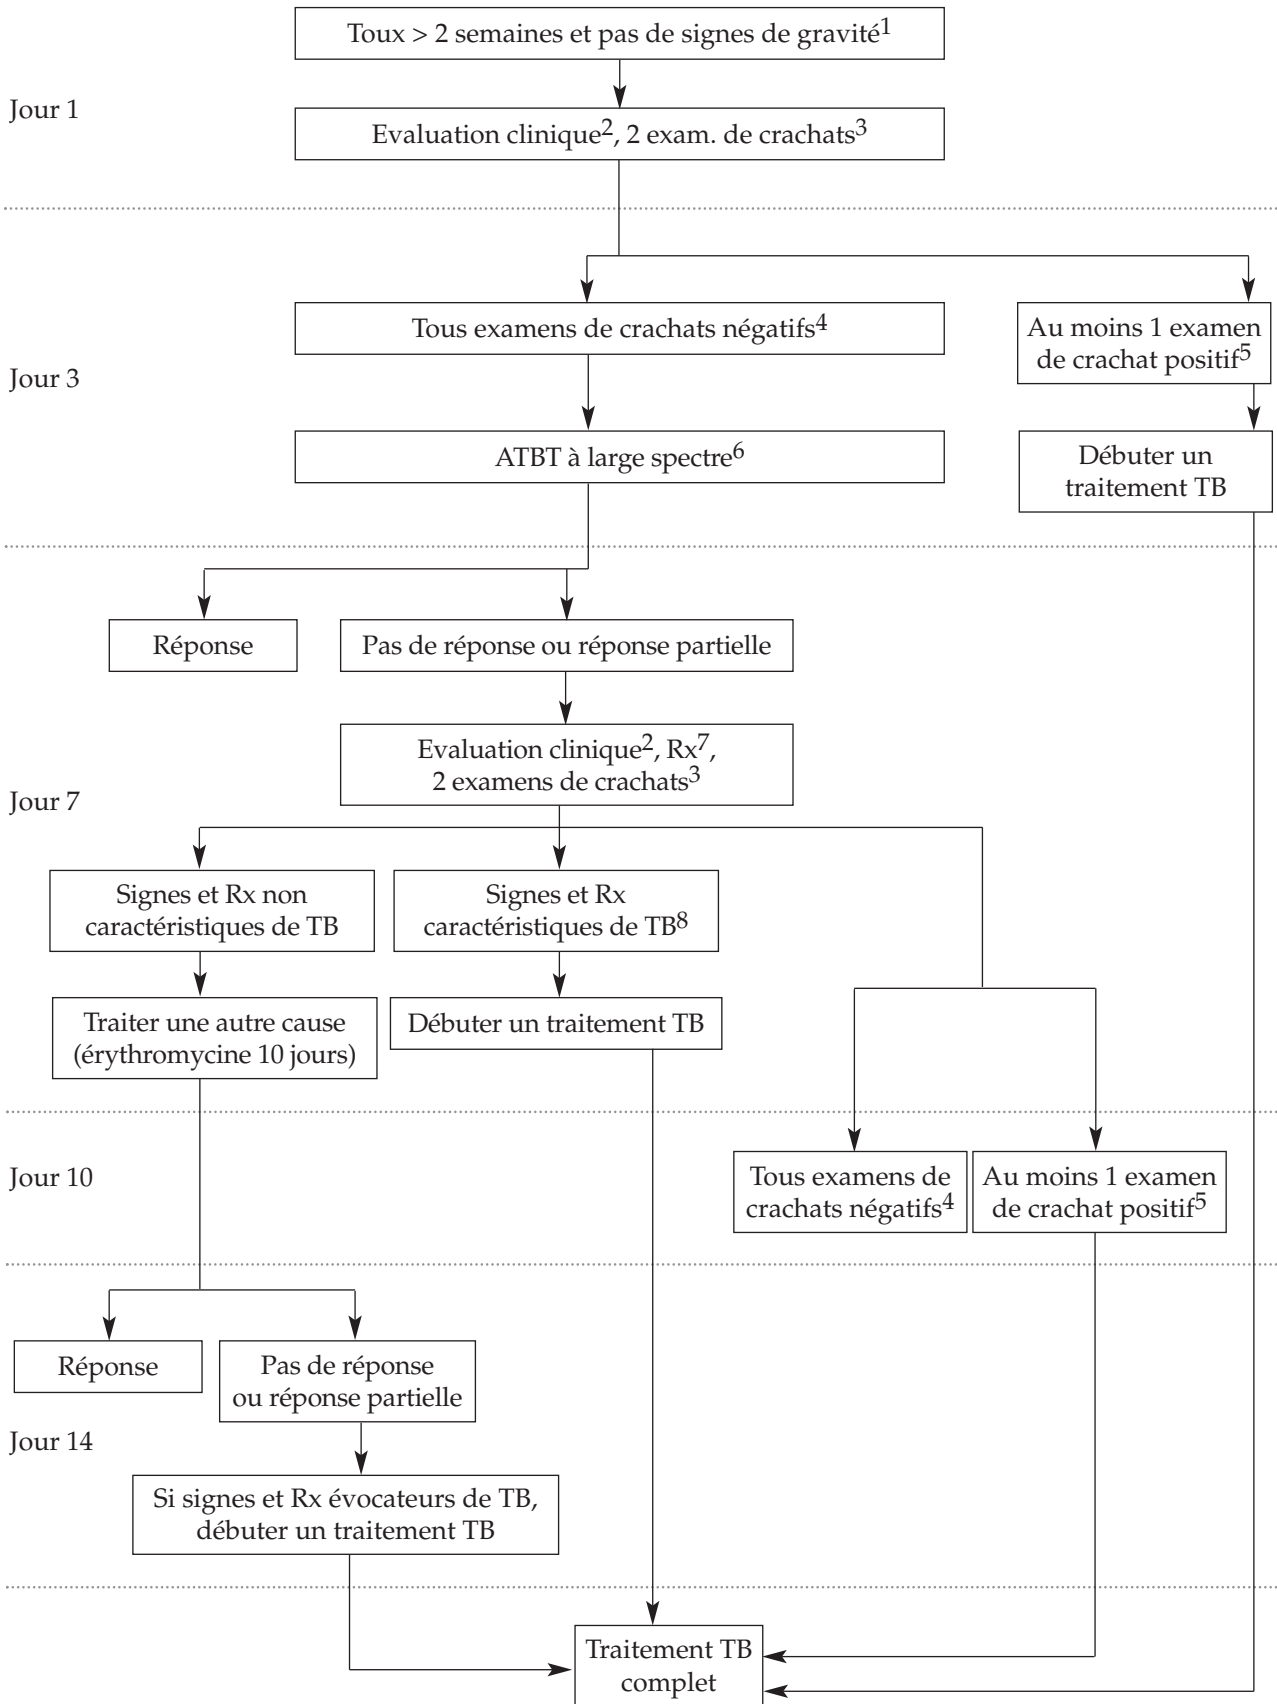 Toux > 2 semaines et pas de signes de gravité1
Jour 1
Evaluation clinique2, 2 exam. de crachats3
Tous examens de crachats négatifs4
Au moins 1 examen
de crachat positif5
Jour 3
ATBT à large spectre6
Débuter un
traitement TB
Réponse
Pas de réponse ou réponse partielle
Evaluation clinique2, Rx7,
2 examens de crachats3
Jour 7
Signes et Rx non
caractéristiques de TB
Signes et Rx
caractéristiques de TB8
Traiter une autre cause
(érythromycine 10 jours)
Débuter un traitement TB
Jour 10
Tous examens de
crachats négatifs4
Au moins 1 examen
de crachat positif5
Réponse
Pas de réponse
ou réponse partielle
Jour 14
Si signes et Rx évocateurs de TB,
débuter un traitement TB
Traitement TB
complet